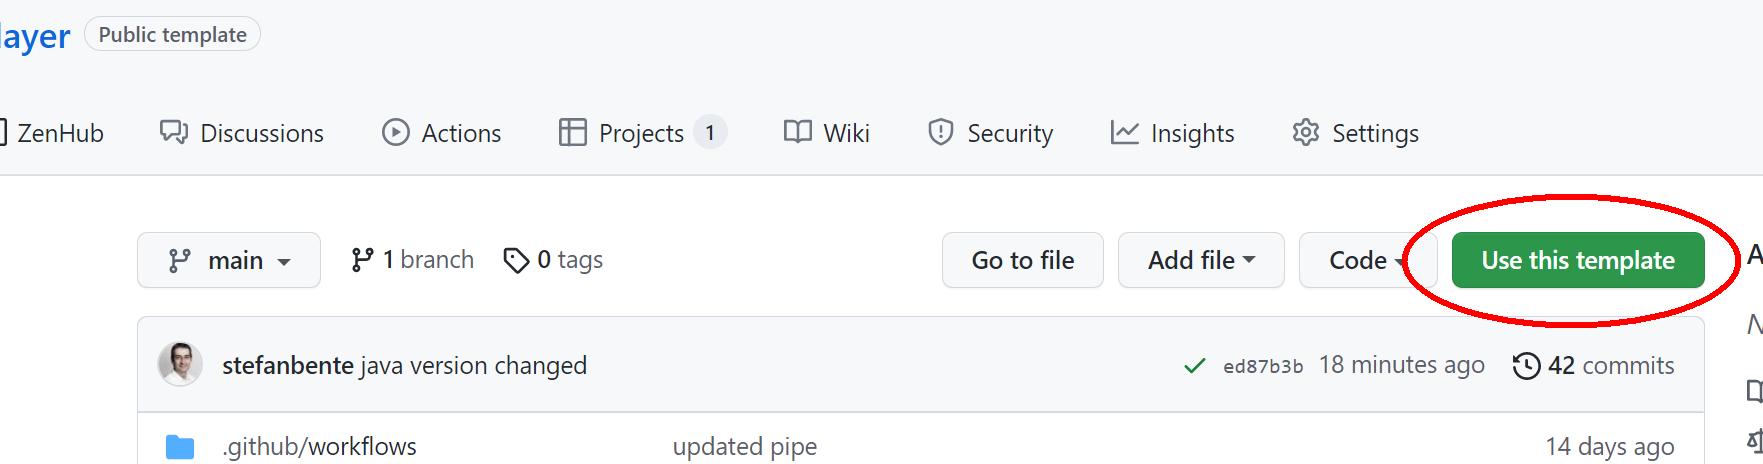 layer Public template
ZenHub Discussions Actions Projects 1 Wiki Security Insights Settings
main 1 branch 0 tags Go to file Add file Code Use this template
stefanbente java version changed ed87b3b 18 minutes ago 42 commits
.github/workflows updated pipe 14 days ago